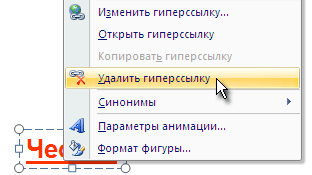 Изменить гиперссылку...
Открыть гиперссылку
Копировать гиперссылку
Удалить гиперссылку
Синонимы
Параметры анимации...
Формат фигуры...